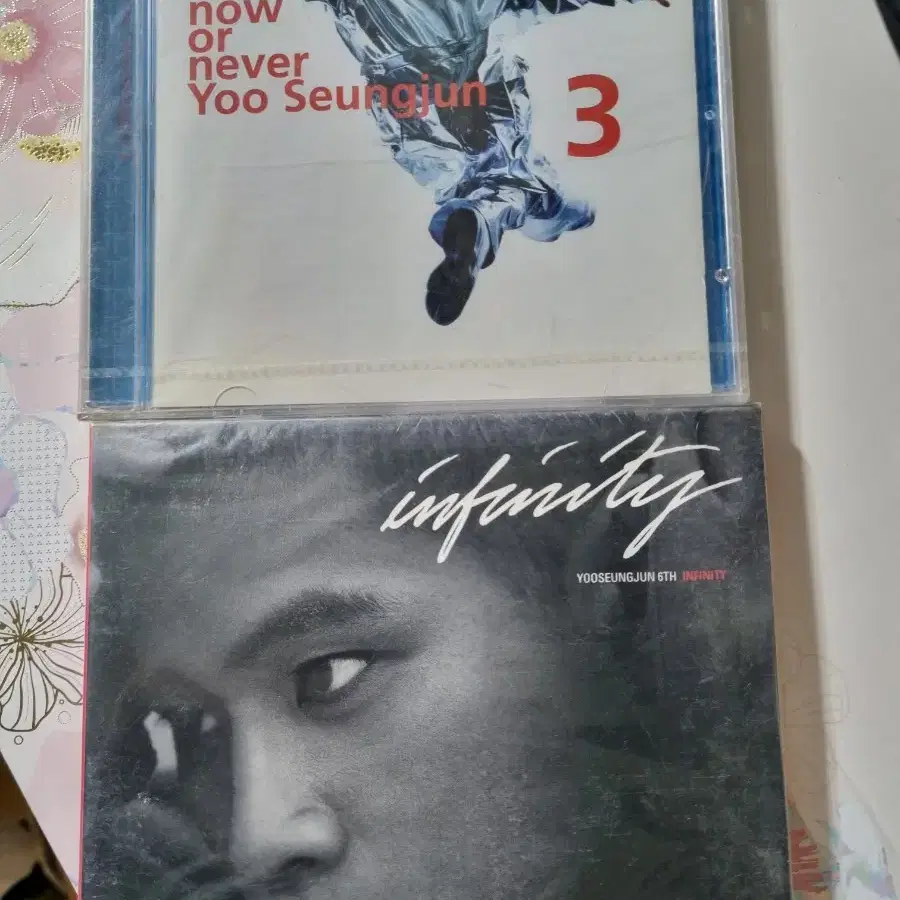 now
or
never
Yoo Seungjun
3
infinity
YOOSEUNGJUN 6TH INFINITY